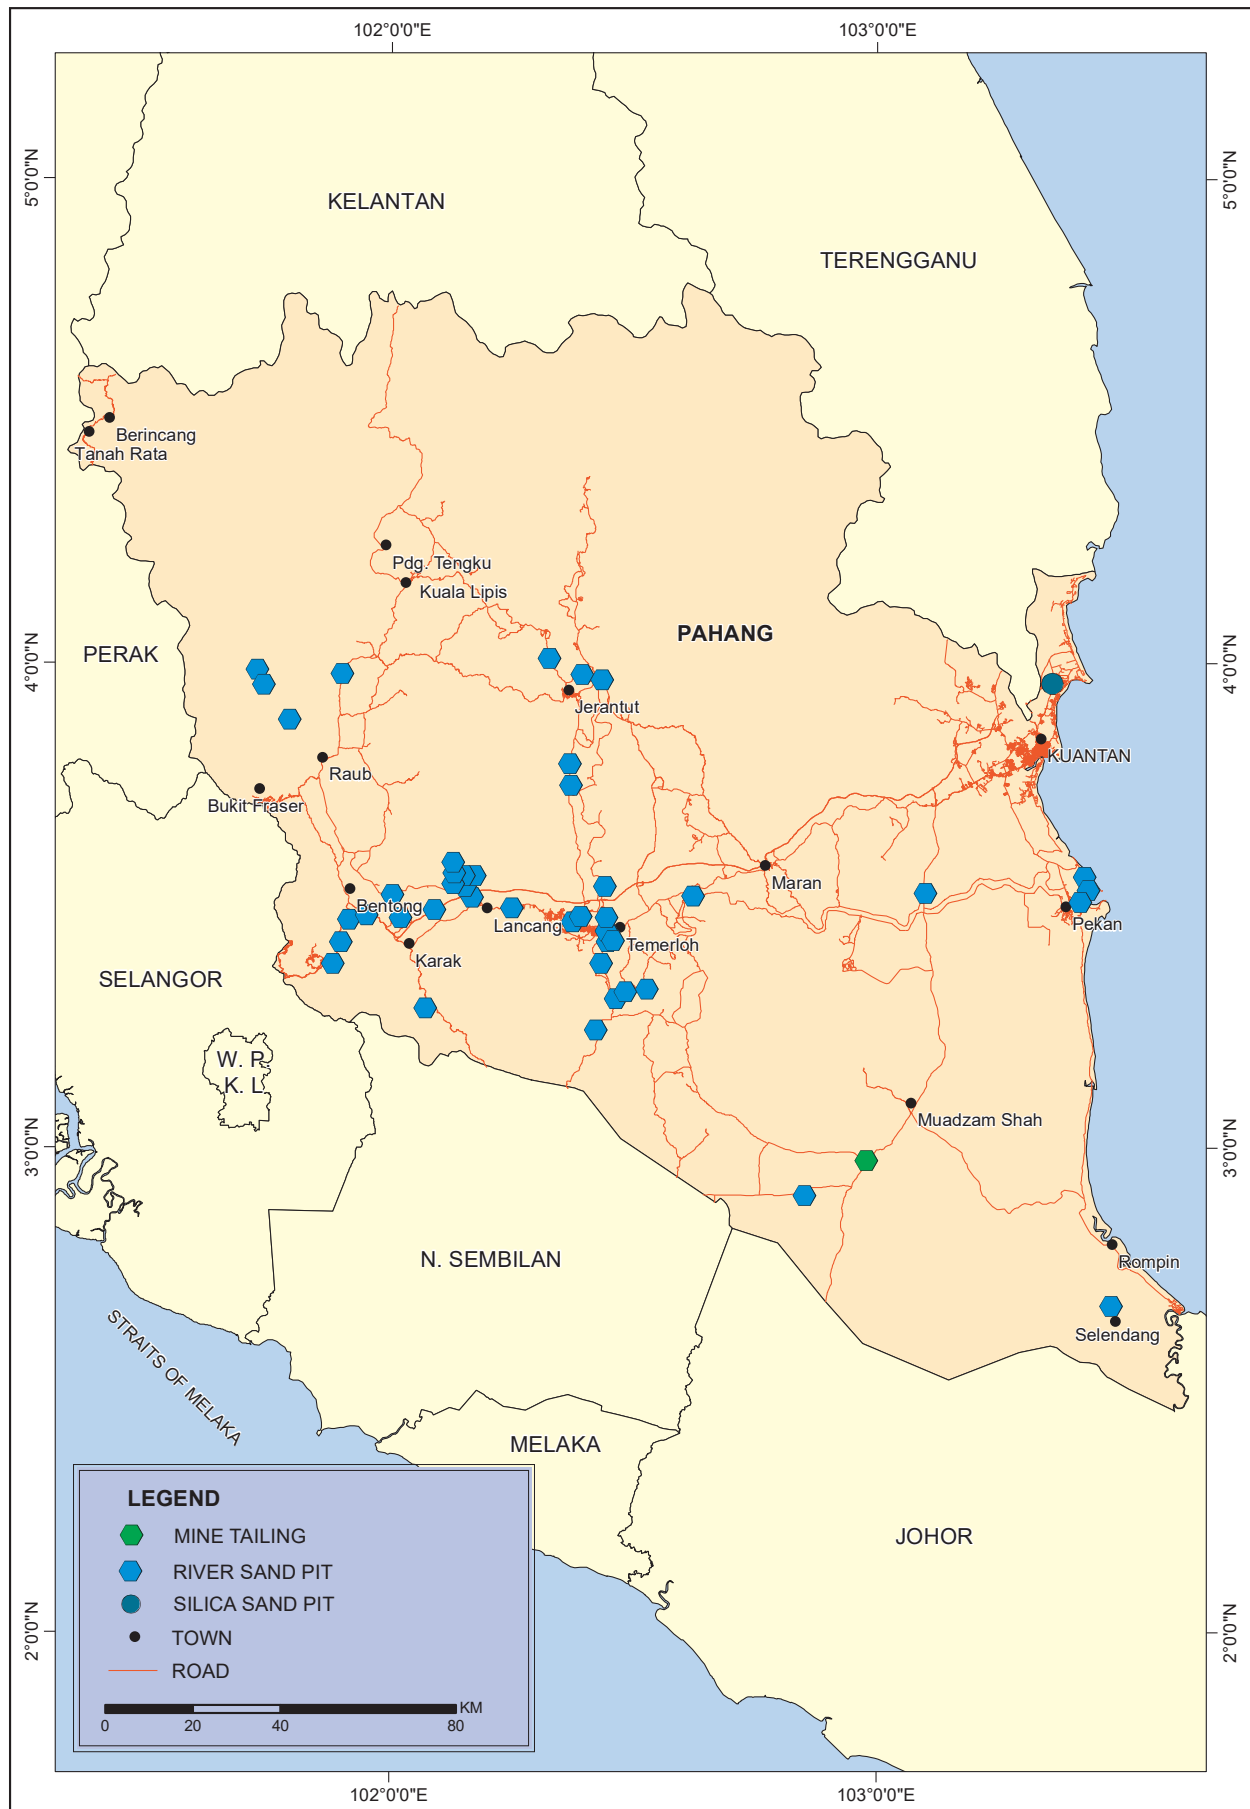 102°0'0"E
103°0'0"E
5°0'0"N
5°0'0"N
KELANTAN
TERENGGANU
Berincang
Tanah Rata
Pdg. Tengku
Kuala Lipis
PAHANG
PERAK
4°0'0"N
4°0'0"N
Jerantut
KUANTAN
Raub
Bukit Fraser
Maran
Bentong
Lancang
Pekan
Temerloh
Karak
SELANGOR
W. P.
K. L.
Muadzam Shah
3°0'0"N
3°0'0"N
N. SEMBILAN
Rompin
STRAITS OF MELAKA
Selendang
MELAKA
JOHOR
LEGEND
MINE TAILING
RIVER SAND PIT
SILICA SAND PIT
TOWN
ROAD
KM
0 20 40 80
2°0'0"N
2°0'0"N
102°0'0"E
103°0'0"E